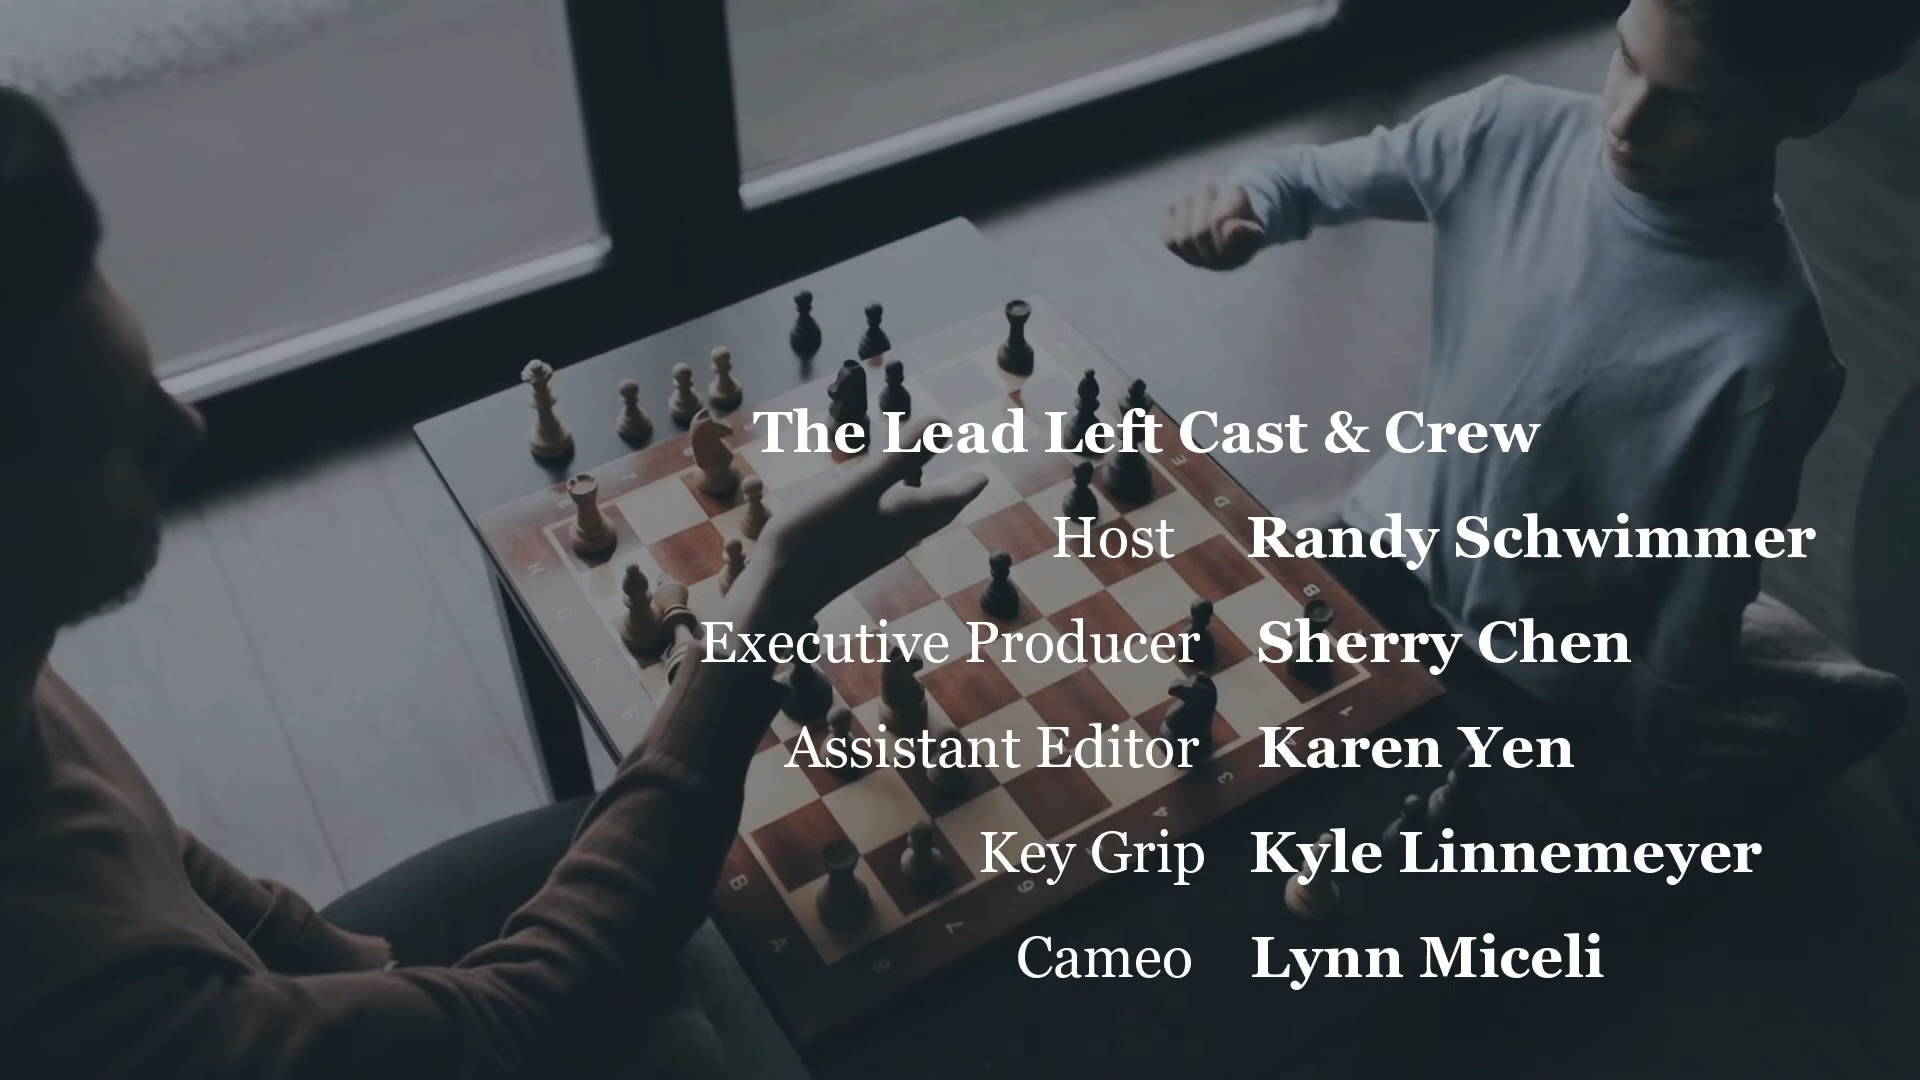 The Lead Left Cast & Crew
Host Randy Schwimmer
Executive Producer Sherry Chen
Assistant Editor Karen Yen
Key Grip Kyle Linnemeyer
Cameo Lynn Miceli